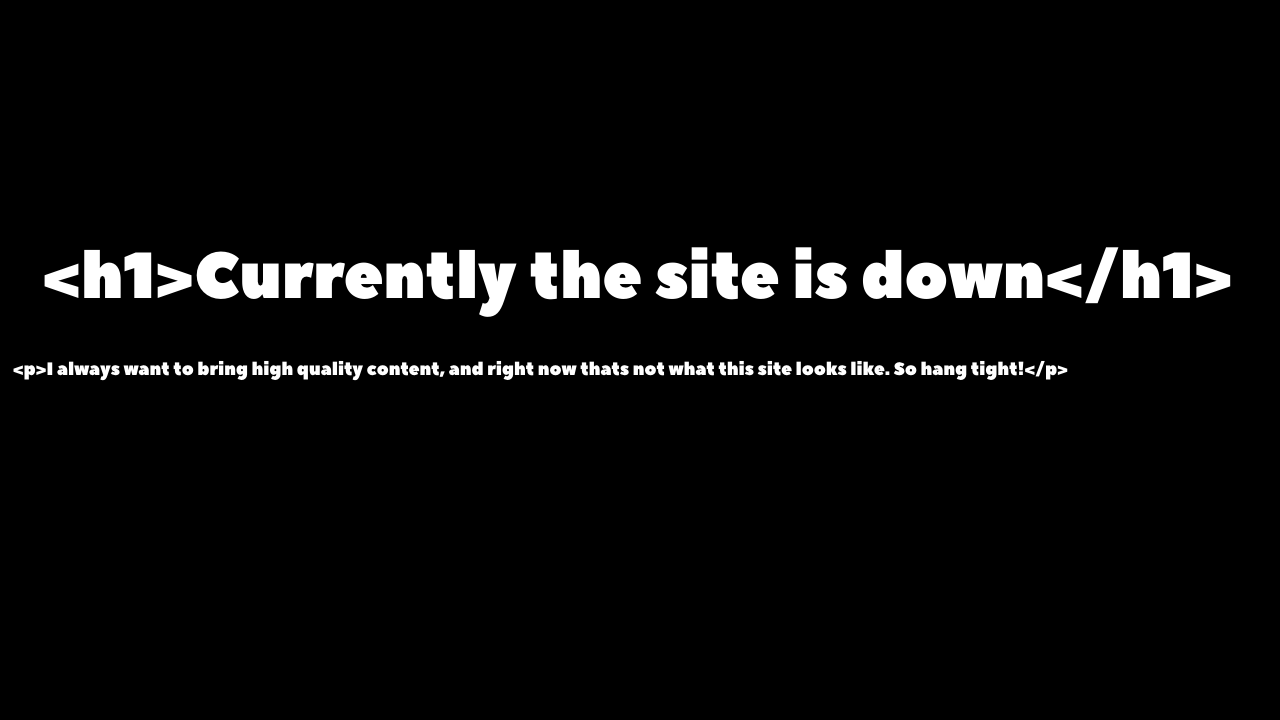 <h1>Currently the site is down</h1>
<p>I always want to bring high quality content, and right now thats not what this site looks like. So hang tight!</p>